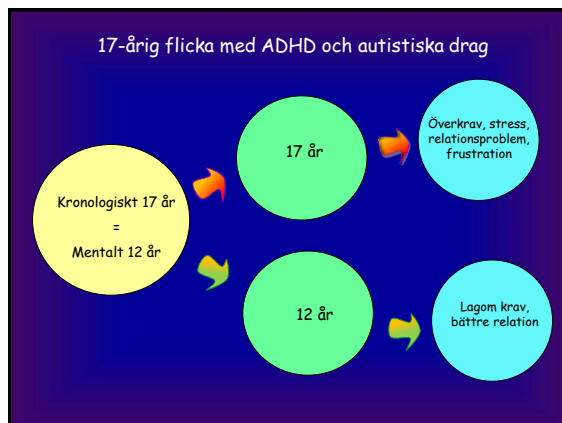 17-årig flicka med ADHD och autistiska drag
Kronologiskt 17 år
=
Mentalt 12 år
17 år
Överkrav, stress,
relationsproblem,
frustration
12 år
Lagom krav,
bättre relation